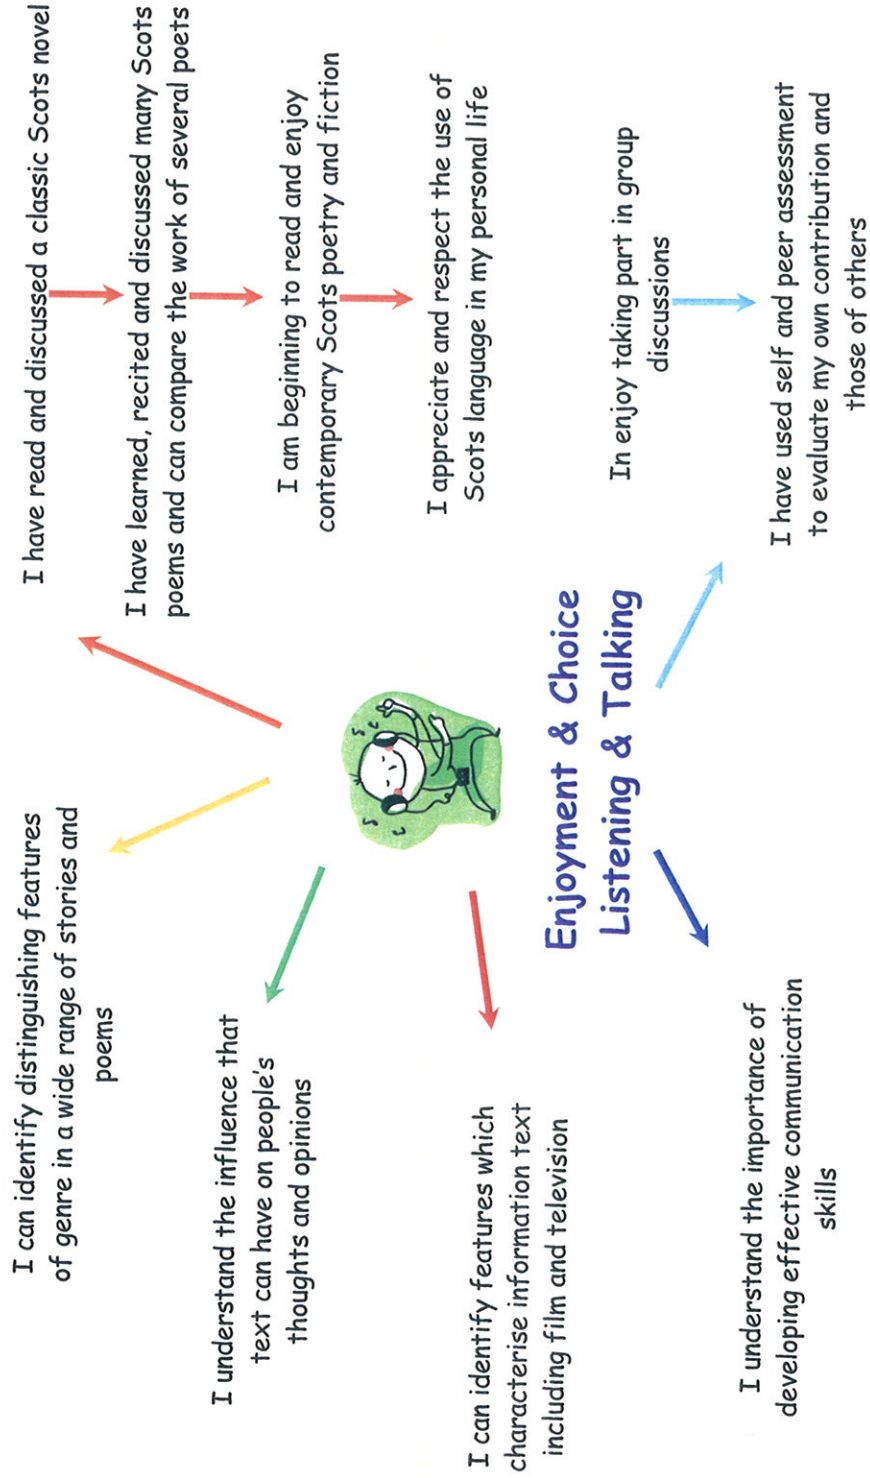 I can identify distinguishing features
of genre in a wide range of stories and
poems
I understand the influence that
text can have on people's
thoughts and opinions
I can identify features which
characterise information text
including film and television
I understand the importance of
developing effective communication
skills
Enjoyment & Choice
Listening & Talking
I have read and discussed a classic Scots novel
I have learned, recited and discussed many Scots
poems and can compare the work of several poets
I am beginning to read and enjoy
contemporary Scots poetry and fiction
I appreciate and respect the use of
Scots language in my personal life
In enjoy taking part in group
discussions
I have used self and peer assessment
to evaluate my own contribution and
those of others